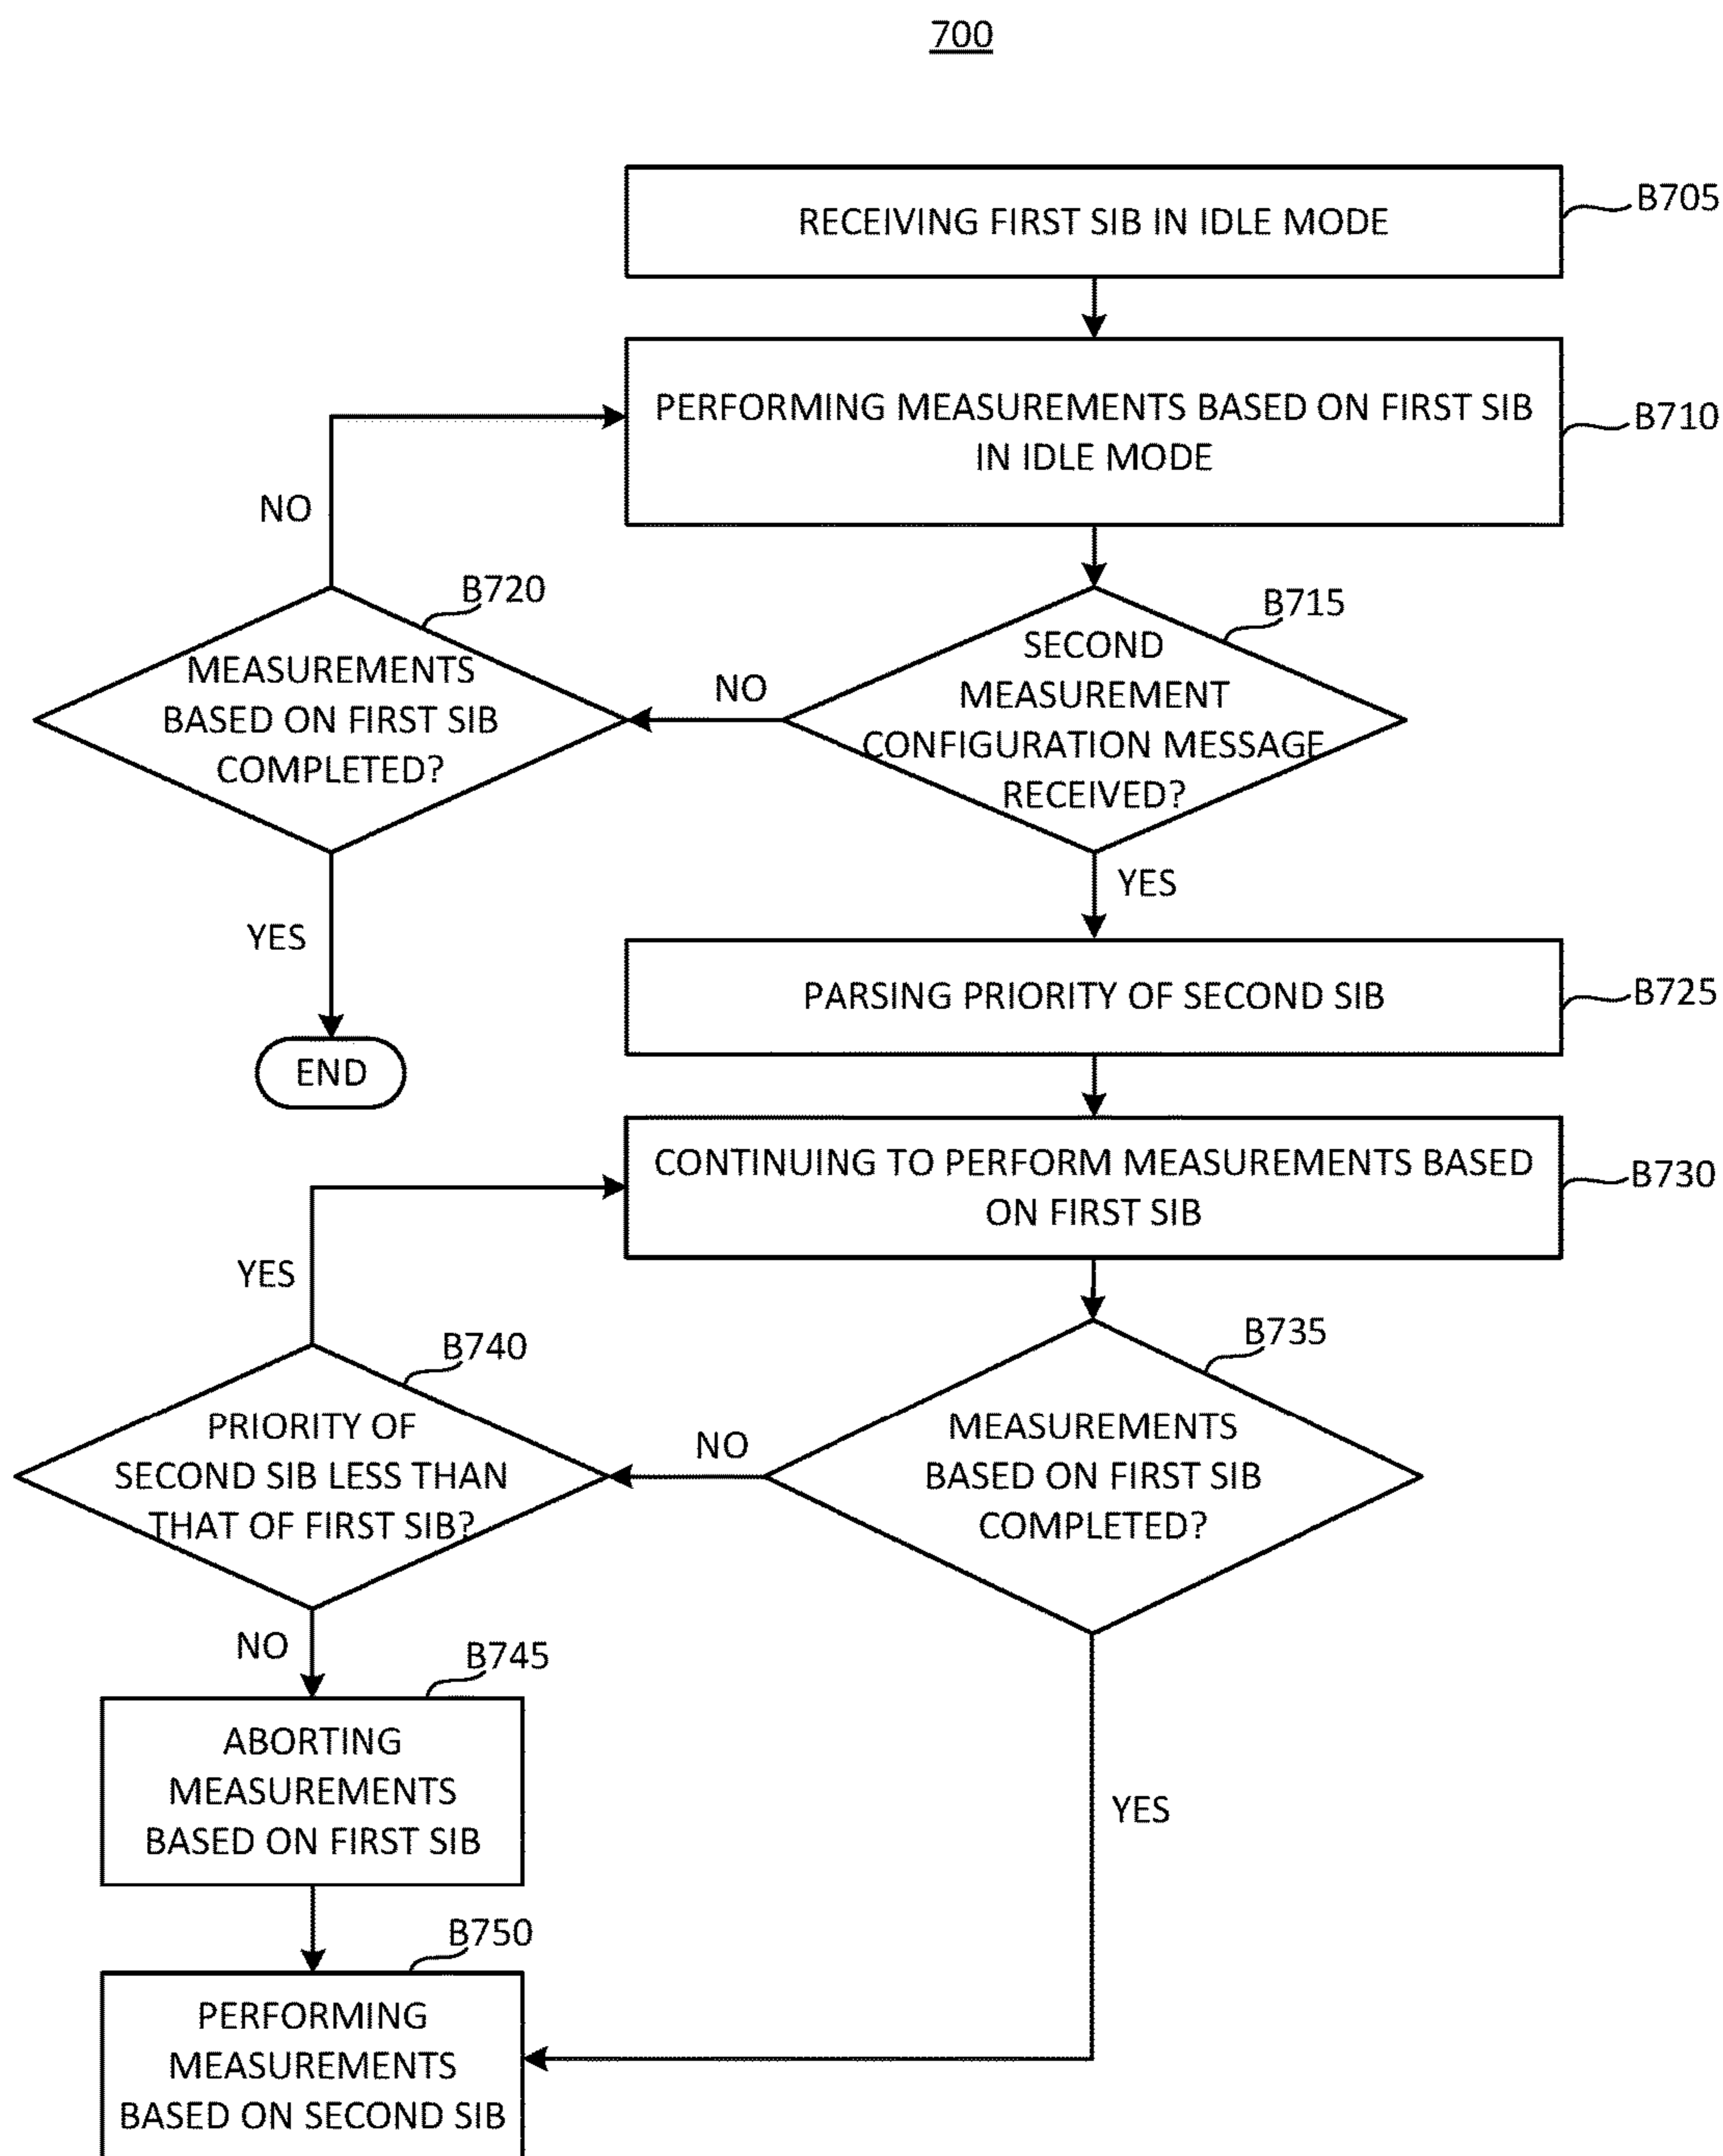 700
RECEIVING FIRST SIB IN IDLE MODE
B705
PERFORMING MEASUREMENTS BASED ON FIRST SIB
IN IDLE MODE
B710
NO
B720
MEASUREMENTS
BASED ON FIRST SIB
COMPLETED?
NO
B715
SECOND
MEASUREMENT
CONFIGURATION MESSAGE
RECEIVED?
YES
YES
END
PARSING PRIORITY OF SECOND SIB
B725
CONTINUING TO PERFORM MEASUREMENTS BASED
ON FIRST SIB
B730
YES
B740
PRIORITY OF
SECOND SIB LESS THAN
THAT OF FIRST SIB?
NO
B735
MEASUREMENTS
BASED ON FIRST SIB
COMPLETED?
NO
B745
ABORTING
MEASUREMENTS
BASED ON FIRST SIB
YES
B750
PERFORMING
MEASUREMENTS
BASED ON SECOND SIB